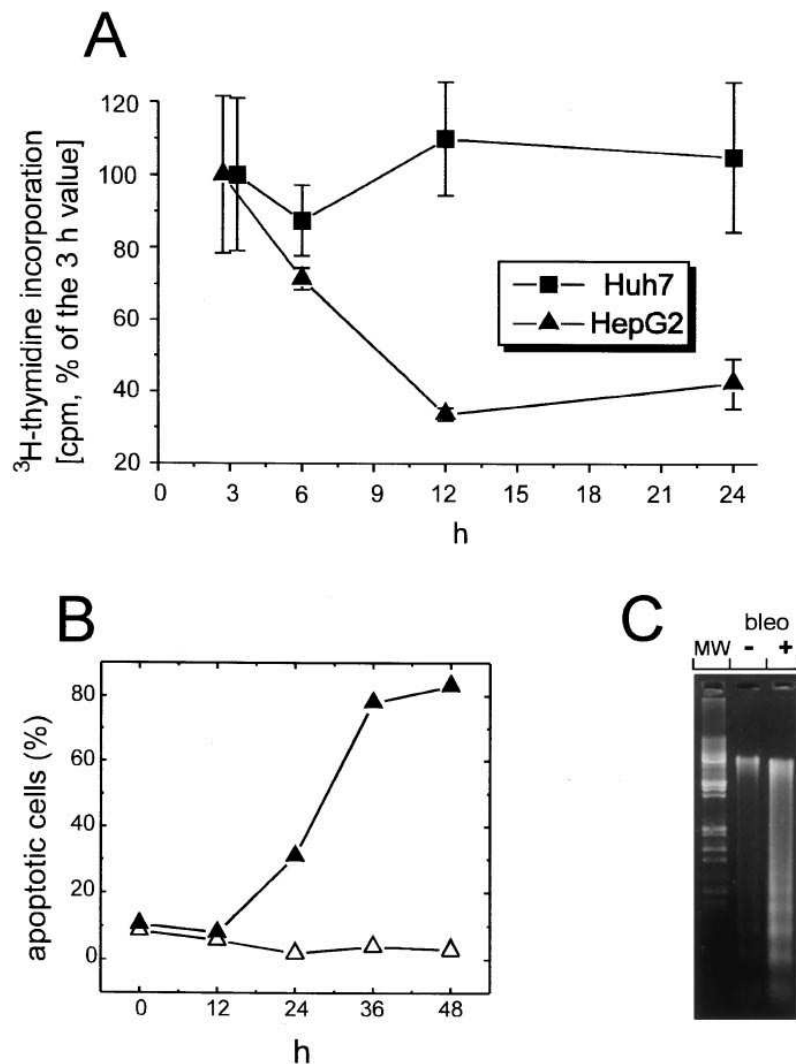 A
³H-thymidine incorporation
[cpm, % of the 3 h value]
120
100
80
60
40
20
0 3 6 9 12 15 18 21 24
h
Huh7
HepG2
B
apoptotic cells (%)
80
60
40
20
0
0 12 24 36 48
h
C
bleo
MW - +